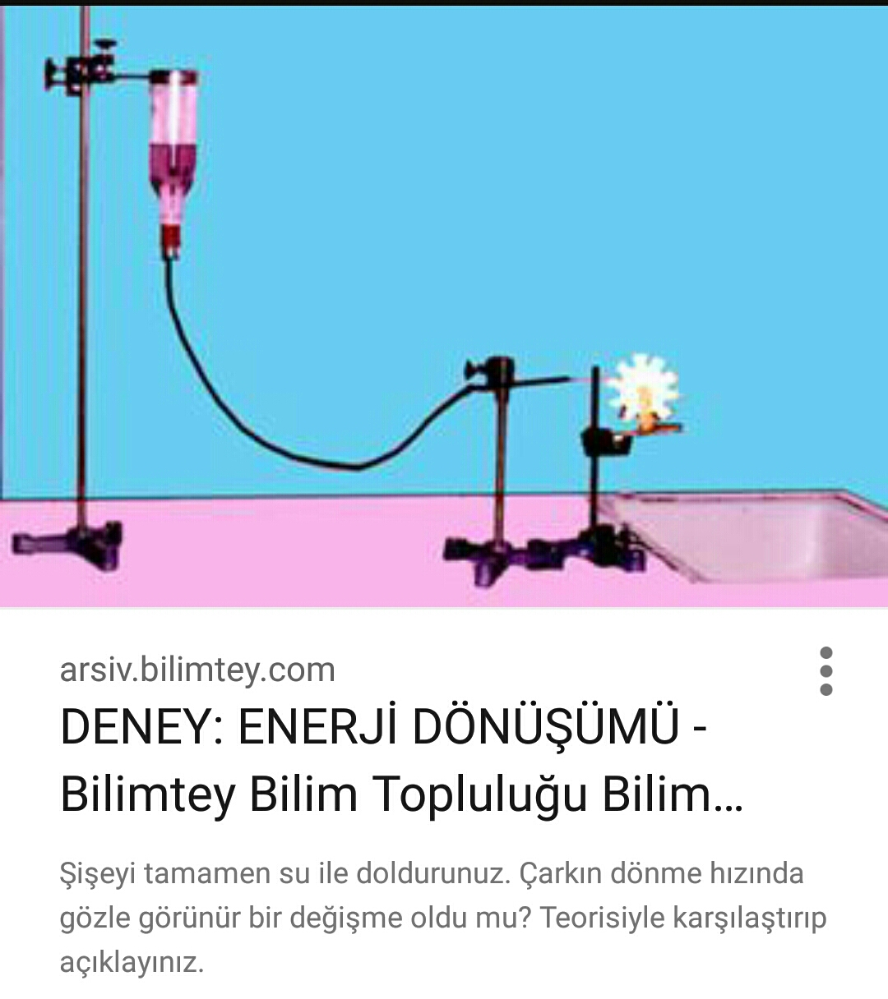 arsiv.bilimtey.com
DENEY: ENERJİ DÖNÜŞÜMÜ -
Bilimtey Bilim Topluluğu Bilim...
Şişeyi tamamen su ile doldurunuz. Çarkın dönme hızında
gözle görünür bir değişme oldu mu? Teorisiyle karşılaştırıp
açıklayınız.